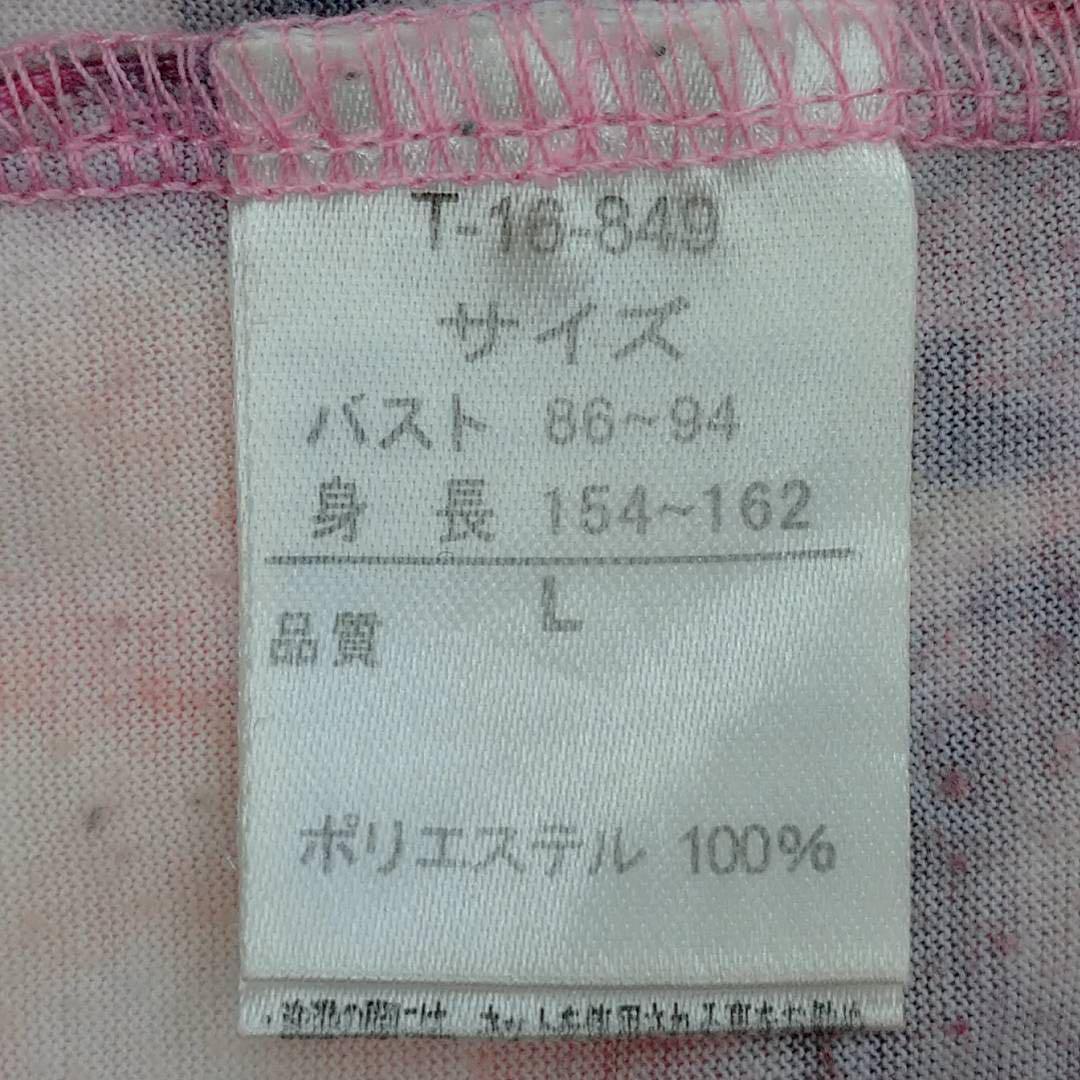 T-16-849
サイズ
バスト 86~94
身長 154~162
L
品質
ポリエステル 100%